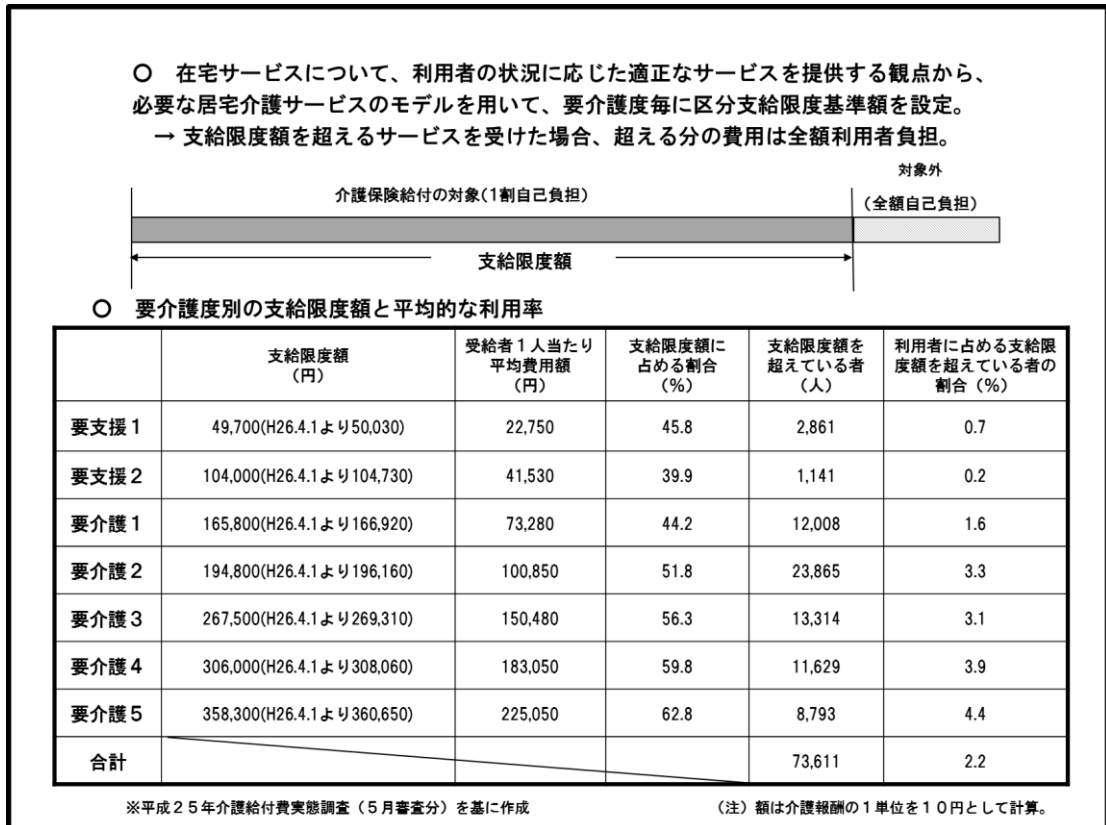 ○　在宅サービスについて、利用者の状況に応じた適正なサービスを提供する観点から、
必要な居宅介護サービスのモデルを用いて、要介護度毎に区分支給限度基準額を設定。
→ 支給限度額を超えるサービスを受けた場合、超える分の費用は全額利用者負担。
対象外
介護保険給付の対象(1割自己負担)
(全額自己負担)
支給限度額
○　要介護度別の支給限度額と平均的な利用率
支給限度額
(円)
受給者1人当たり
平均費用額
(円)
支給限度額に
占める割合
(%)
支給限度額を
超えている者
(人)
利用者に占める支給限
度額を超えている者の
割合(%)
要支援1 49,700(H26.4.1より50,030) 22,750 45.8 2,861 0.7
要支援2 104,000(H26.4.1より104,730) 41,530 39.9 1,141 0.2
要介護1 165,800(H26.4.1より166,920) 73,280 44.2 12,008 1.6
要介護2 194,800(H26.4.1より196,160) 100,850 51.8 23,865 3.3
要介護3 267,500(H26.4.1より269,310) 150,480 56.3 13,314 3.1
要介護4 306,000(H26.4.1より308,060) 183,050 59.8 11,629 3.9
要介護5 358,300(H26.4.1より360,650) 225,050 62.8 8,793 4.4
合計 73,611 2.2
※平成25年介護給付費実態調査(5月審査分)を基に作成
(注)額は介護報酬の1単位を10円として計算。